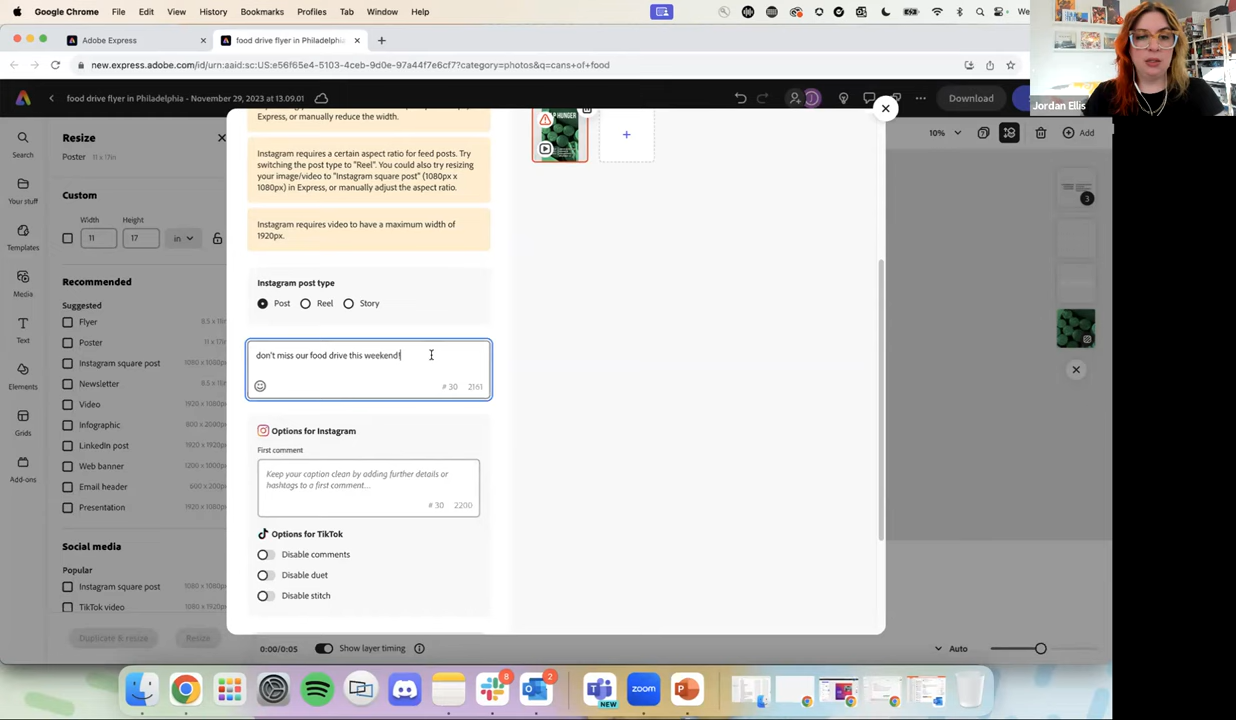 Google Chrome File Edit View History Bookmarks Profiles Tab Window Help
Adobe Express
food drive flyer in Philadelphia
new.express.adobe.com/id/urn:aaid:sc:US:e56f65e4-5103-4ceb-9d0e-97a44f7e6cf7?category=photos&q=cans+of+food
Jordan Ellis
food drive flyer in Philadelphia - November 29, 2023 at 13.09.01
Download
10%
Add
Search
Your stuff
Templates
Media
Text
Elements
Grids
Add-ons
Resize
Poster 11 x 17in
Custom
Width Height
11 17 in
Recommended
Suggested
Flyer
Poster
Instagram square post
Newsletter
Video
Infographic 800 x 2000p
LinkedIn post
Web banner
Email header
Presentation
Social media
Popular
Instagram square post
TikTok video
Duplicate & resize Resize
Express, or manually reduce the width.
Instagram requires a certain aspect ratio for feed posts. Try
switching the post type to "Reel". You could also try resizing
your image/video to "Instagram square post" (1080px x
1080px) in Express, or manually adjust the aspect ratio.
Instagram requires video to have a maximum width of
1920px.
Instagram post type
Post Reel Story
don't miss our food drive this weekend!
# 30 2161
Options for Instagram
First comment
Keep your caption clean by adding further details or
hashtags to a first comment...
# 30 2200
Options for TikTok
Disable comments
Disable duet
Disable stitch
HUNGER
3
0:00/0:05 Show layer timing
Auto
8
2
NEW
zoom